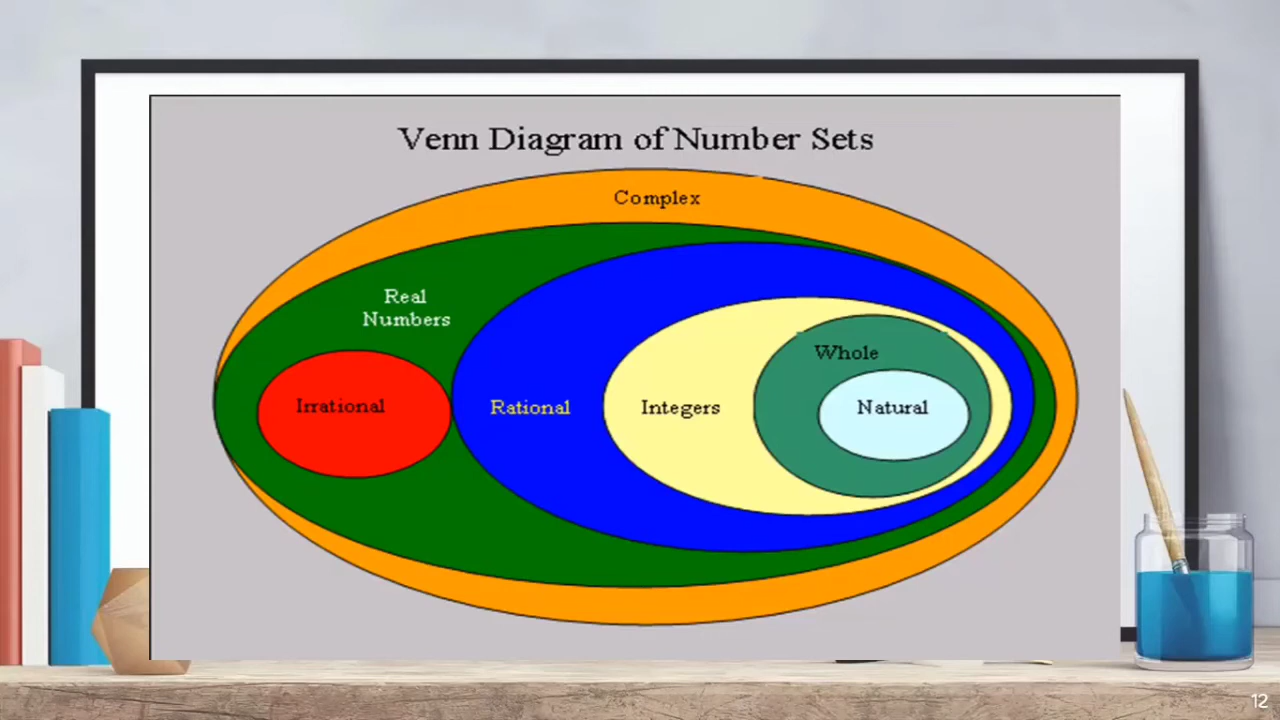 Venn Diagram of Number Sets
Complex
Real
Numbers
Whole
Irrational
Rational
Integers
Natural
12